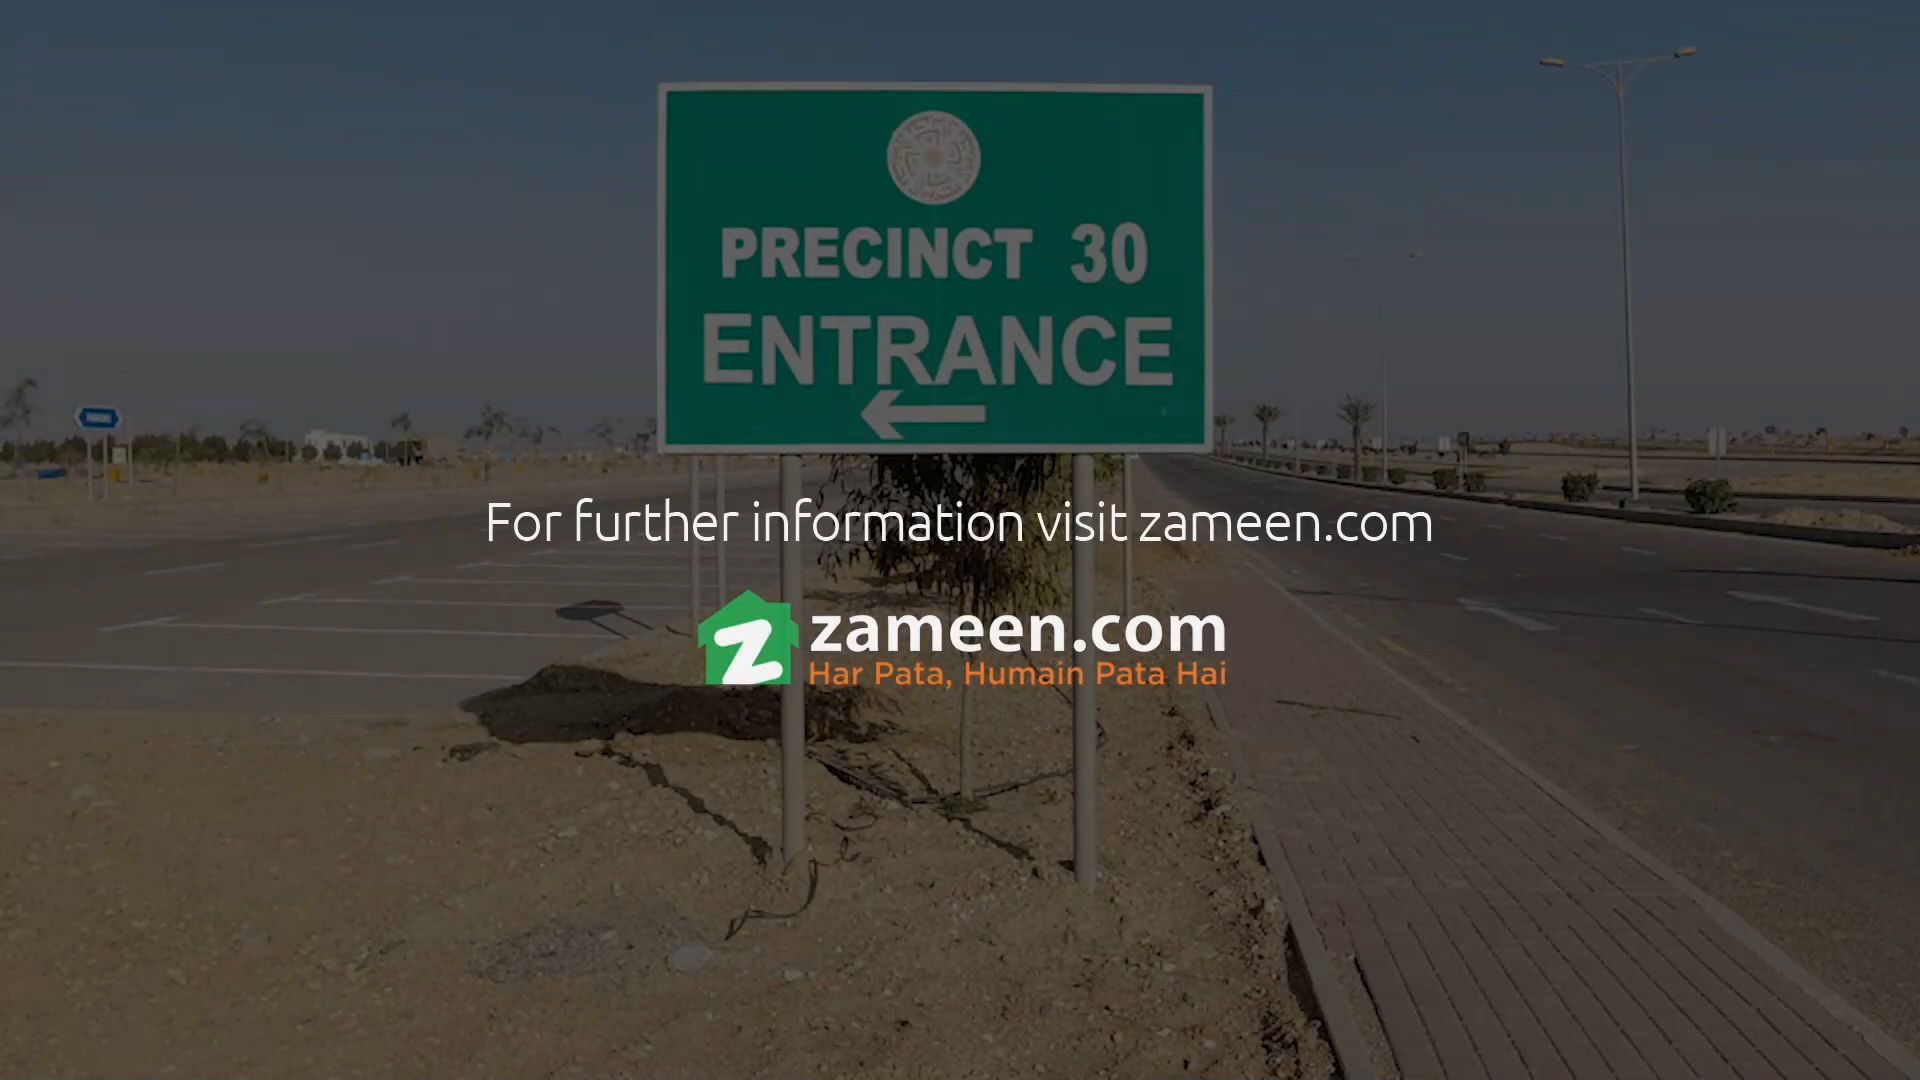 PRECINCT 30
ENTRANCE
For further information visit zameen.com
zameen.com
Har Pata, Humain Pata Hai